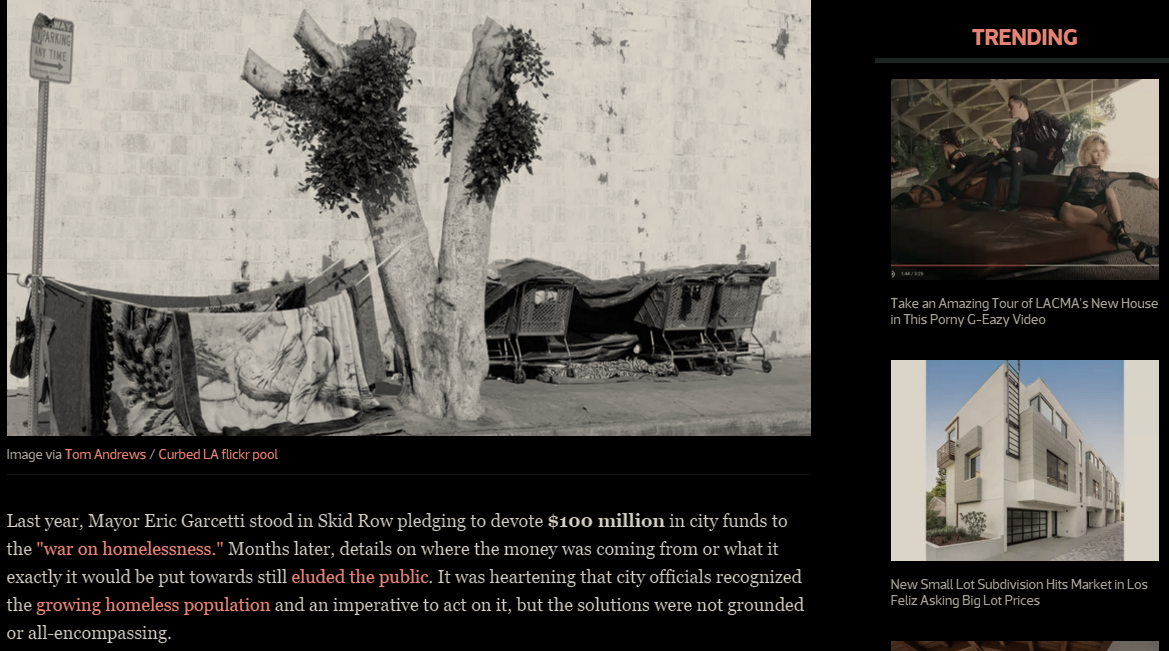 WAY
PARKING
ANY TIME
TRENDING
1:44 / 3:29
Take an Amazing Tour of LACMA's New House
in This Porny G-Eazy Video
Image via Tom Andrews / Curbed LA flickr pool
Last year, Mayor Eric Garcetti stood in Skid Row pledging to devote $100 million in city funds to
the "war on homelessness." Months later, details on where the money was coming from or what it
exactly it would be put towards still eluded the public. It was heartening that city officials recognized
the growing homeless population and an imperative to act on it, but the solutions were not grounded
or all-encompassing.
New Small Lot Subdivision Hits Market in Los
Feliz Asking Big Lot Prices